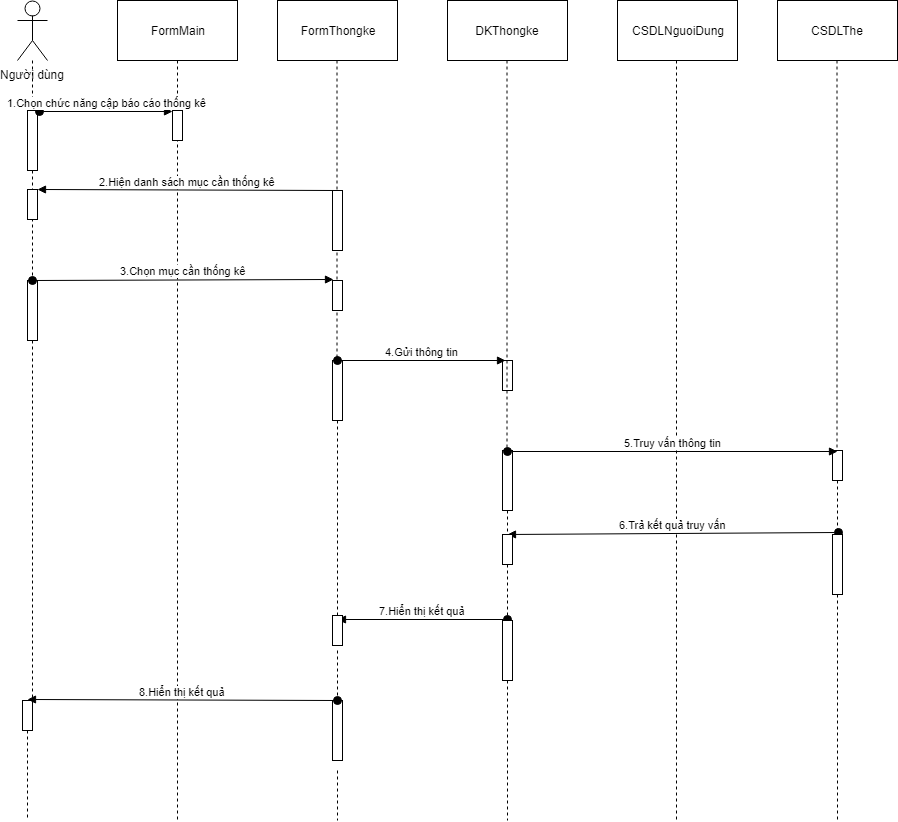 FormMain
FormThongke
DKThongke
CSDLNguoiDung
CSDLThe
Người dùng
1.Chọn chức năng cập báo cáo thống kê
2.Hiện danh sách mục cần thống kê
3.Chọn mục cần thống kê
4.Gửi thông tin
5.Truy vấn thông tin
6.Trả kết quả truy vấn
7.Hiển thị kết quả
8.Hiển thị kết quả